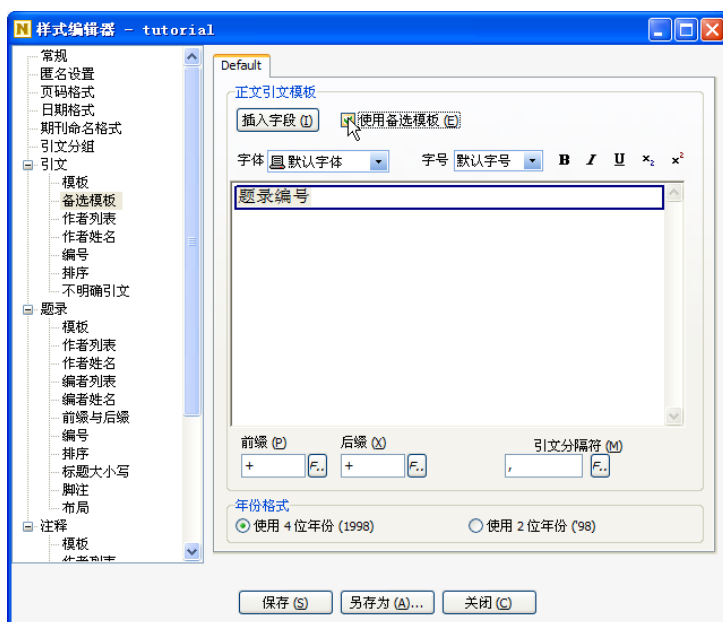 样式编辑器 - tutorial
常规
匿名设置
页码格式
日期格式
期刊命名格式
引文分组
引文
模板
备选模板
作者列表
作者姓名
编号
排序
不明确引文
题录
模板
作者列表
作者姓名
编者列表
编者姓名
前缀与后缀
编号
排序
标题大小写
脚注
布局
注释
模板
作者列表
Default
正文引文模板
插入字段 (I) 使用备选模板 (E)
字体 默认字体 字号 默认字号 B I U ×₂ ×²
题录编号
前缀 (P) 后缀 (X) 引文分隔符 (M)
+ F.. + F.. , F..
年份格式
使用 4 位年份 (1998) 使用 2 位年份 ('98)
保存 (S) 另存为 (A)... 关闭 (C)